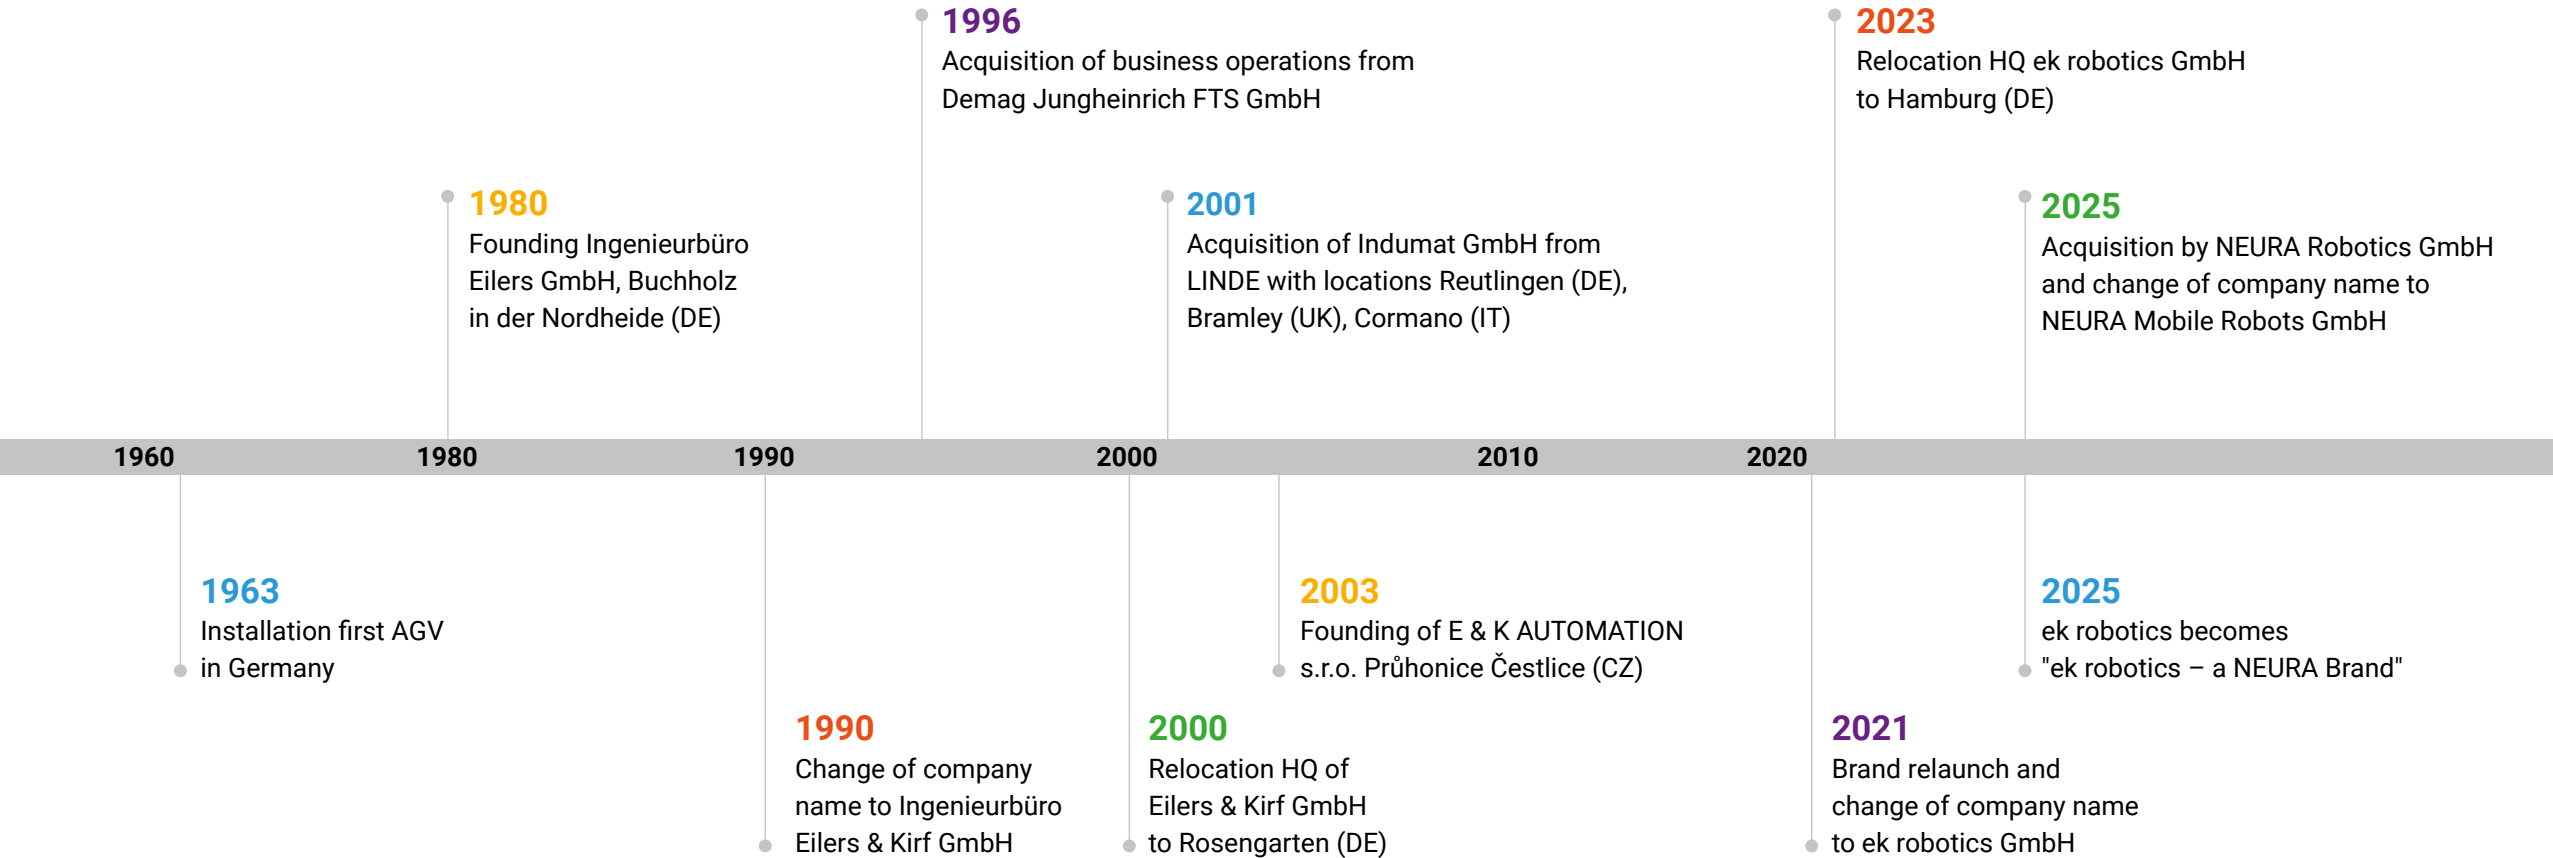 1996
Acquisition of business operations from
Demag Jungheinrich FTS GmbH
2023
Relocation HQ ek robotics GmbH
to Hamburg (DE)
1980
Founding Ingenieurbüro
Eilers GmbH, Buchholz
in der Nordheide (DE)
2001
Acquisition of Indumat GmbH from
LINDE with locations Reutlingen (DE),
Bramley (UK), Cormano (IT)
2025
Acquisition by NEURA Robotics GmbH
and change of company name to
NEURA Mobile Robots GmbH
1960 1980 1990 2000 2010 2020
1963
Installation first AGV
in Germany
2003
Founding of E & K AUTOMATION
s.r.o. Průhonice Čestlice (CZ)
2025
ek robotics becomes
"ek robotics – a NEURA Brand"
1990
Change of company
name to Ingenieurbüro
Eilers & Kirf GmbH
2000
Relocation HQ of
Eilers & Kirf GmbH
to Rosengarten (DE)
2021
Brand relaunch and
change of company name
to ek robotics GmbH